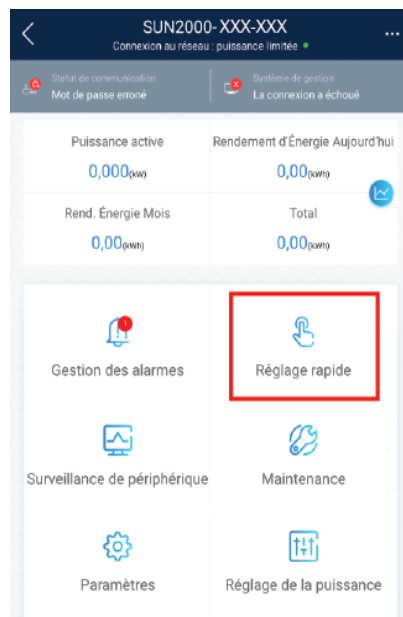 SUN2000-XXX-XXX
Connexion au réseau : puissance limitée
Statut de communication
Mot de passe erroné
Système de gestion
La connexion a échoué
Puissance active
0,000(kW)
Rendement d'Énergie Aujourd'hui
0,00(kWh)
Rend. Énergie Mois
0,00(kWh)
Total
0,00(kWh)
1
Gestion des alarmes
Réglage rapide
Surveillance de périphérique
Maintenance
Paramètres
Réglage de la puissance